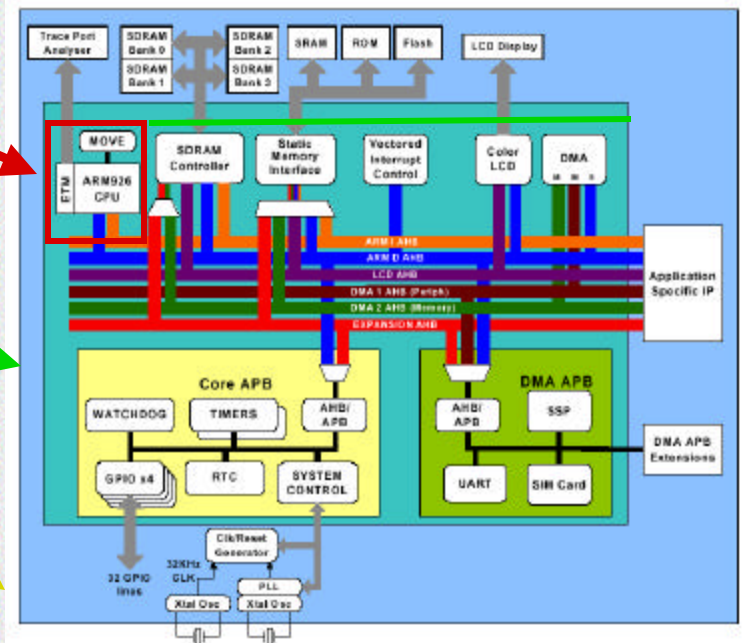 Trace Port
Analyser
SDRAM
Bank 0
SDRAM
Bank 1
SDRAM
Bank 2
SDRAM
Bank 3
SRAM
ROM
Flash
LCD Display
MOVE
ETM
ARM926
CPU
SDRAM
Controller
Static
Memory
Interface
Vectored
Interrupt
Control
Color
LCD
DMA
M M S
ARM I AHB
ARM D AHB
LCD AHB
DMA 1 AHB (Periph)
DMA 2 AHB (Memory)
EXPANSION AHB
Application
Specific IP
Core APB
WATCHDOG
TIMERS
AHB/
APB
GPIO x4
RTC
SYSTEM
CONTROL
DMA APB
AHB/
APB
SSP
UART
SIM Card
DMA APB
Extensions
Clk/Reset
Generator
32 GPIO
lines
32KHz
CLK
PLL
Xtal Osc
Xtal Osc